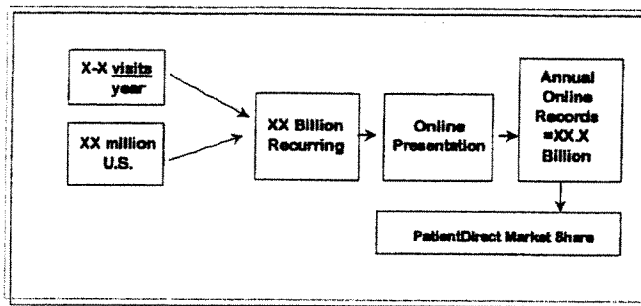 X-X visits
year
XX million
U.S.
XX Billion
Recurring
Online
Presentation
Annual
Online
Records
=XX.X
Billion
PatientDirect Market Share